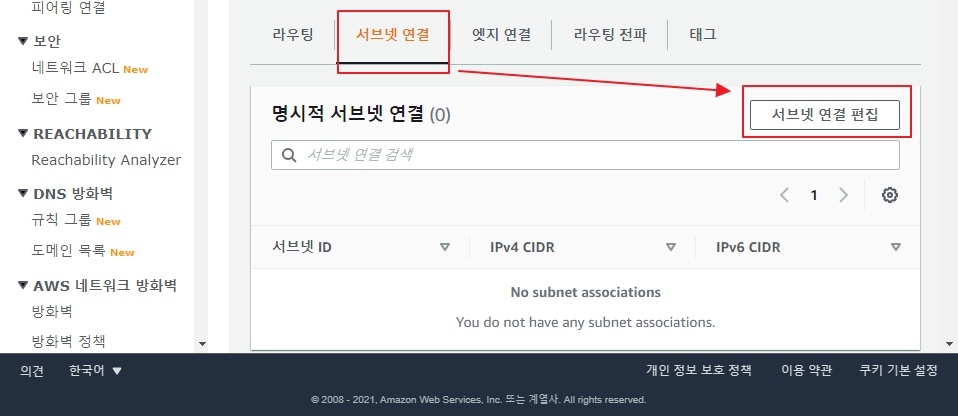 피어링 연결
보안
네트워크 ACL New
보안 그룹 New
REACHABILITY
Reachability Analyzer
DNS 방화벽
규칙 그룹 New
도메인 목록 New
AWS 네트워크 방화벽
방화벽
방화벽 정책
라우팅 서브넷 연결 엣지 연결 라우팅 전파 태그
명시적 서브넷 연결 (0) 서브넷 연결 편집
서브넷 연결 검색
1
서브넷 ID IPv4 CIDR IPv6 CIDR
No subnet associations
You do not have any subnet associations.
의견 한국어 개인 정보 보호 정책 이용 약관 쿠키 기본 설정
© 2008 - 2021, Amazon Web Services, Inc. 또는 계열사. All rights reserved.